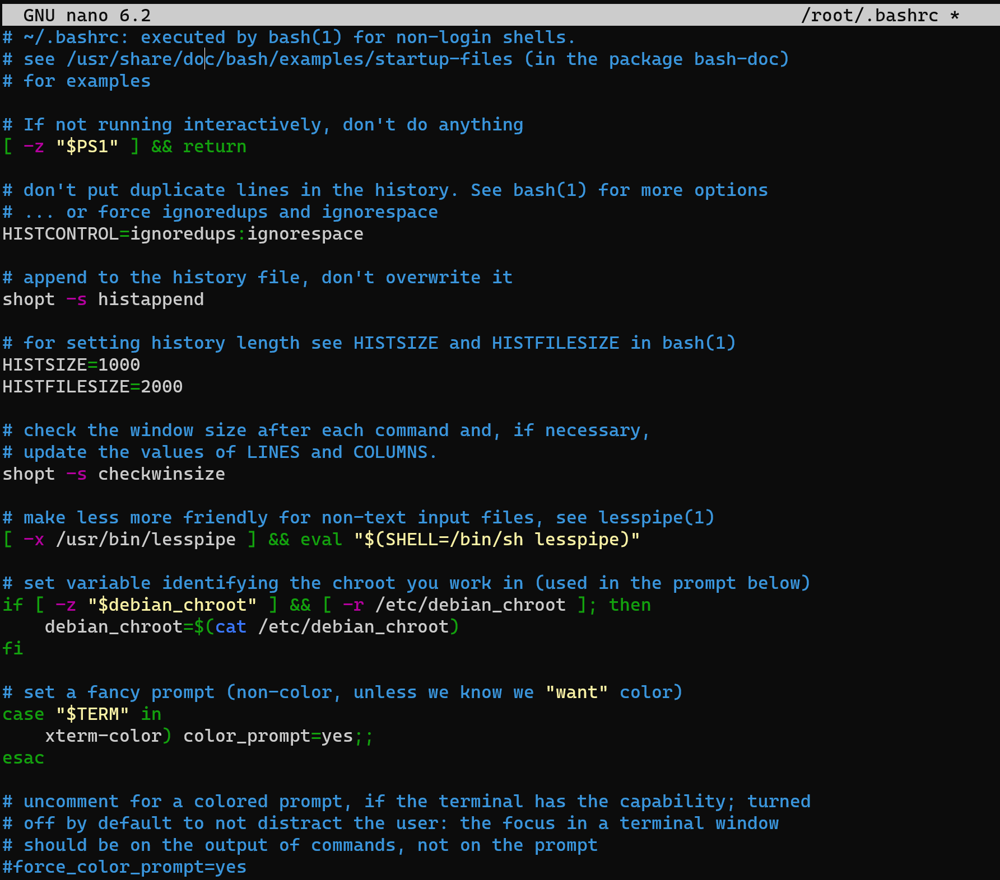 GNU nano 6.2 /root/.bashrc *
# ~/.bashrc: executed by bash(1) for non-login shells.
# see /usr/share/doc/bash/examples/startup-files (in the package bash-doc)
# for examples
# If not running interactively, don't do anything
[ -z "$PS1" ] && return
# don't put duplicate lines in the history. See bash(1) for more options
# ... or force ignoredups and ignorespace
HISTCONTROL=ignoredups:ignorespace
# append to the history file, don't overwrite it
shopt -s histappend
# for setting history length see HISTSIZE and HISTFILESIZE in bash(1)
HISTSIZE=1000
HISTFILESIZE=2000
# check the window size after each command and, if necessary,
# update the values of LINES and COLUMNS.
shopt -s checkwinsize
# make less more friendly for non-text input files, see lesspipe(1)
[ -x /usr/bin/lesspipe ] && eval "$(SHELL=/bin/sh lesspipe)"
# set variable identifying the chroot you work in (used in the prompt below)
if [ -z "$debian_chroot" ] && [ -r /etc/debian_chroot ]; then
    debian_chroot=$(cat /etc/debian_chroot)
fi
# set a fancy prompt (non-color, unless we know we "want" color)
case "$TERM" in
    xterm-color) color_prompt=yes;;
esac
# uncomment for a colored prompt, if the terminal has the capability; turned
# off by default to not distract the user: the focus in a terminal window
# should be on the output of commands, not on the prompt
#force_color_prompt=yes